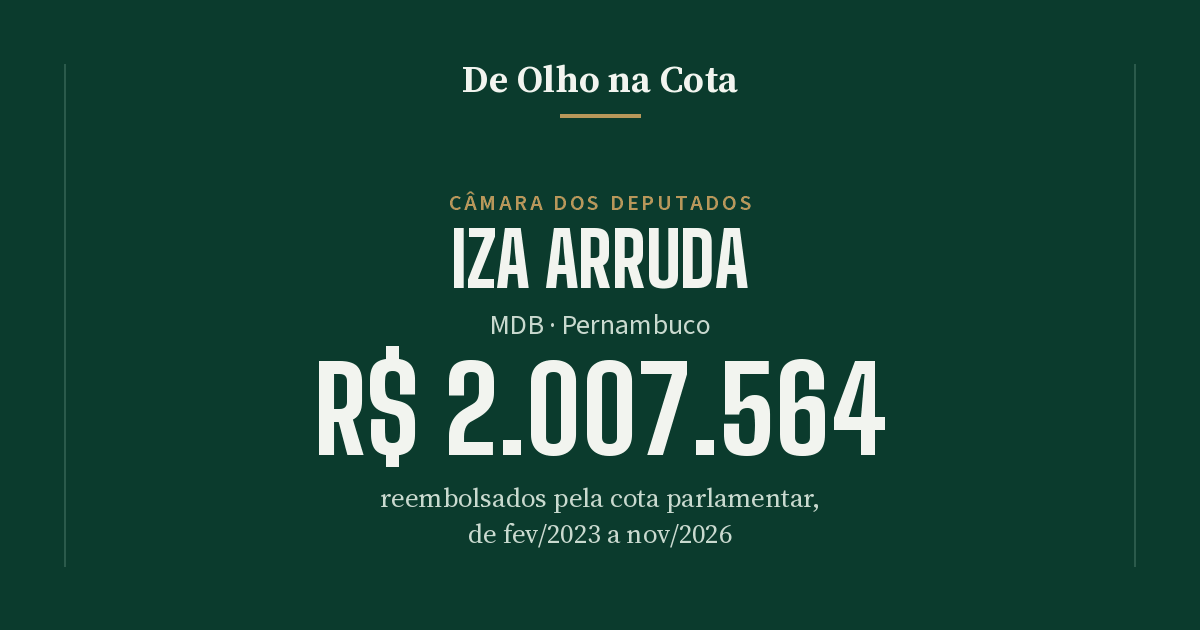 De Olho na Cota
CÂMARA DOS DEPUTADOS
IZA ARRUDA
MDB · Pernambuco
R$ 2.007.564
reembolsados pela cota parlamentar,
de fev/2023 a nov/2026